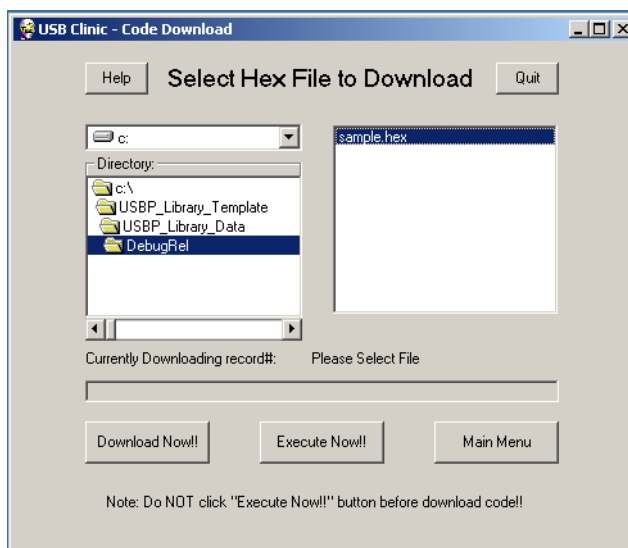 USB Clinic - Code Download
Help Select Hex File to Download Quit
c:
sample.hex
Directory:
c:\
USBP_Library_Template
USBP_Library_Data
DebugRel
Currently Downloading record#: Please Select File
Download Now!! Execute Now!! Main Menu
Note: Do NOT click "Execute Now!!" button before download code!!